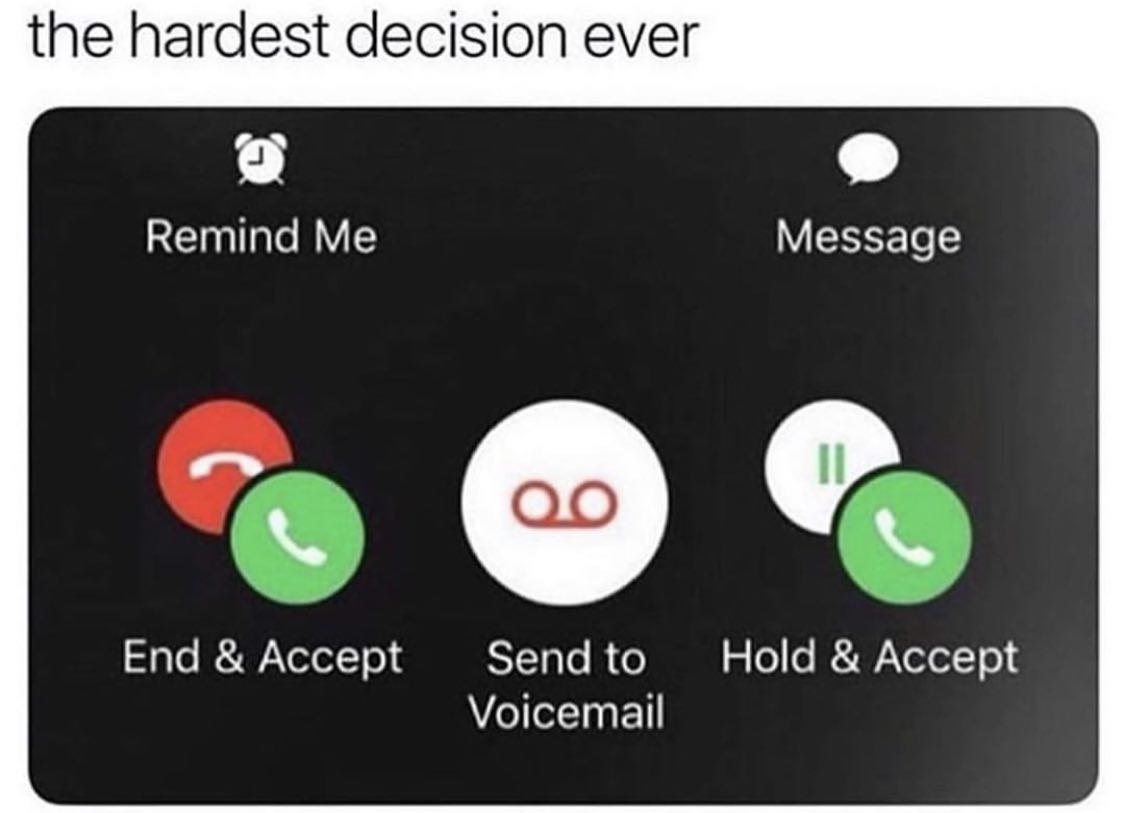 the hardest decision ever
Remind Me
Message
End & Accept
Send to
Voicemail
Hold & Accept